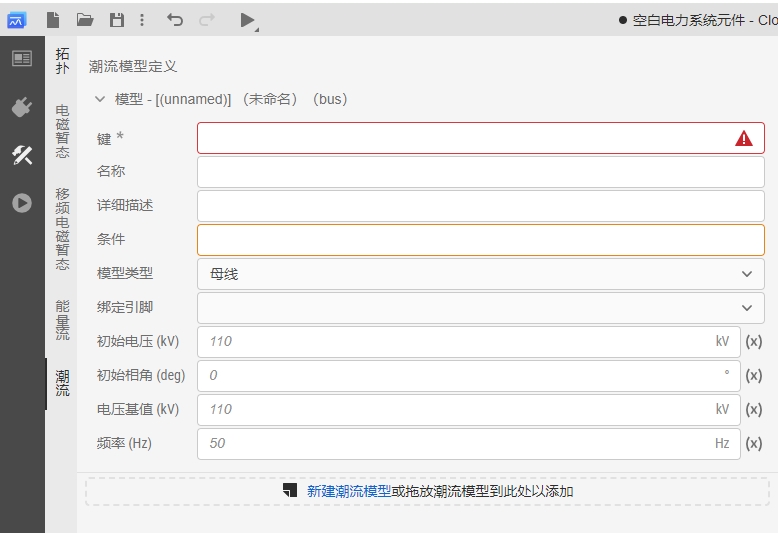 ● 空白电力系统元件 - Clo
拓扑
电磁暂态
移频电磁暂态
能量流
潮流
潮流模型定义
模型 - [(unnamed)] （未命名）（bus）
键 *
名称
详细描述
条件
模型类型 母线
绑定引脚
初始电压 (kV) 110 kV (x)
初始相角 (deg) 0 ° (x)
电压基值 (kV) 110 kV (x)
频率 (Hz) 50 Hz (x)
新建潮流模型或拖放潮流模型到此处以添加